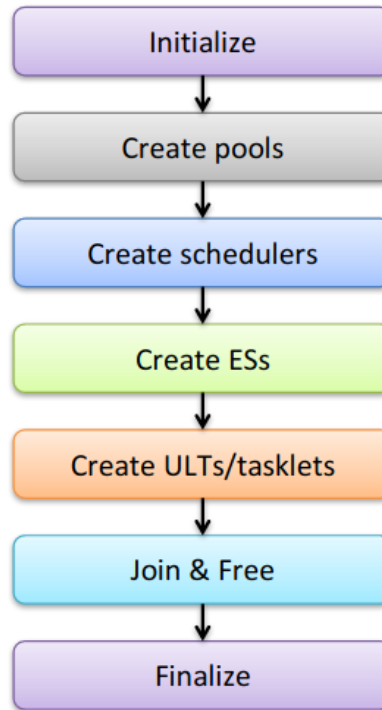 Initialize
Create pools
Create schedulers
Create ESs
Create ULTs/tasklets
Join & Free
Finalize